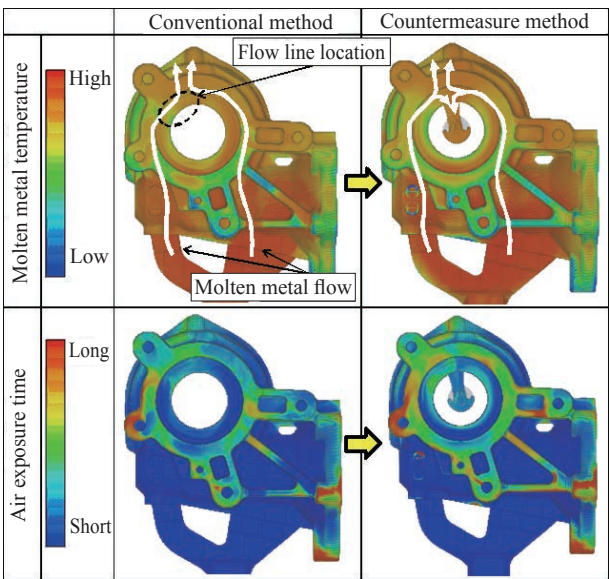 Conventional method
Countermeasure method
Molten metal temperature
High
Low
Flow line location
Molten metal flow
Air exposure time
Long
Short